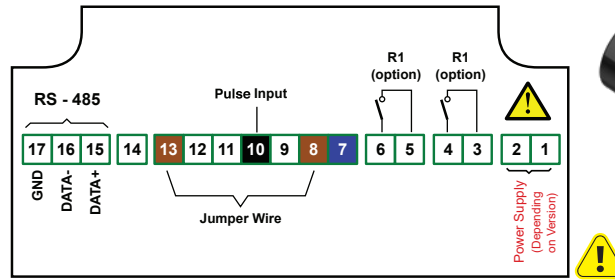 R1
(option)
R1
(option)
RS - 485
Pulse Input
17 16 15 14 13 12 11 10 9 8 7 6 5 4 3 2 1
GND
DATA-
DATA+
Jumper Wire
Power Supply
(Depending
on Version)